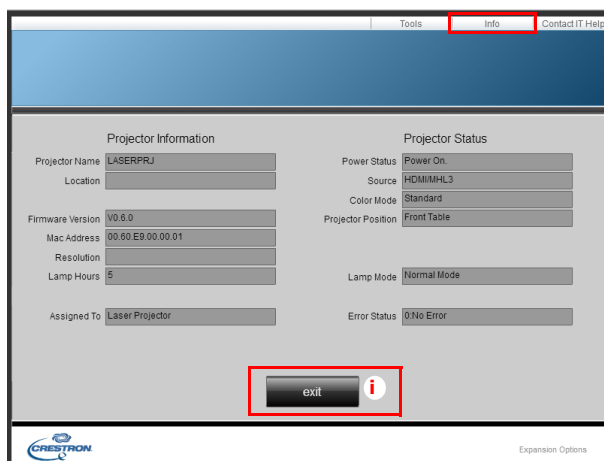 Tools Info Contact IT Help
Projector Information
Projector Name LASERPRJ
Location
Firmware Version V0.6.0
Mac Address 00.60.E9.00.00.01
Resolution
Lamp Hours 5
Assigned To Laser Projector
Projector Status
Power Status Power On.
Source HDMI/MHL3
Color Mode Standard
Projector Position Front Table
Lamp Mode Normal Mode
Error Status 0:No Error
exit i
CRESTRON
Expansion Options